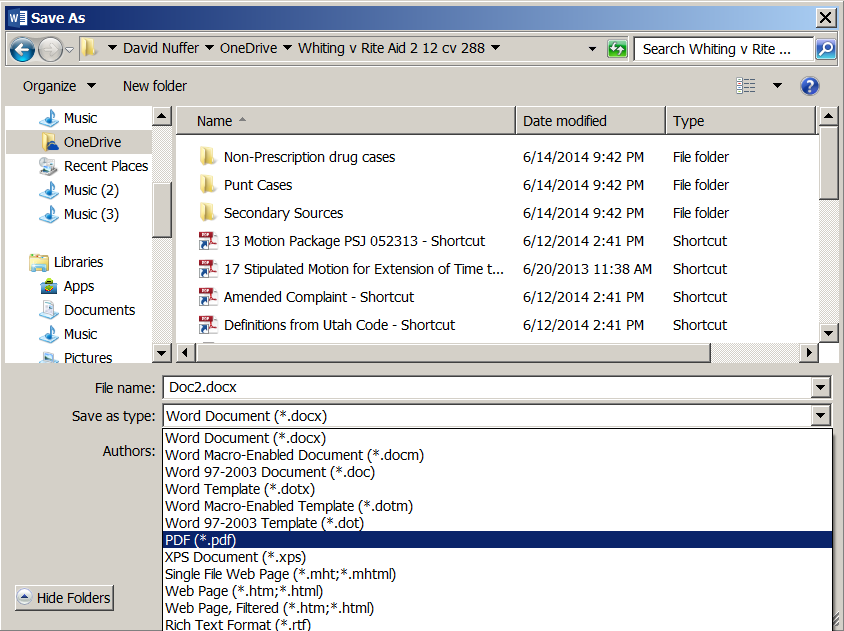 Save As
David Nuffer OneDrive Whiting v Rite Aid 2 12 cv 288 Search Whiting v Rite ...
Organize New folder
Name Date modified Type
Music
OneDrive
Recent Places
Music (2)
Music (3)
Libraries
Apps
Documents
Music
Pictures
Non-Prescription drug cases 6/14/2014 9:42 PM File folder
Punt Cases 6/14/2014 9:42 PM File folder
Secondary Sources 6/14/2014 9:42 PM File folder
13 Motion Package PSJ 052313 - Shortcut 6/12/2014 2:41 PM Shortcut
17 Stipulated Motion for Extension of Time t... 6/20/2013 11:38 AM Shortcut
Amended Complaint - Shortcut 6/12/2014 2:41 PM Shortcut
Definitions from Utah Code - Shortcut 6/12/2014 2:41 PM Shortcut
File name: Doc2.docx
Save as type: Word Document (*.docx)
Authors:
Word Document (*.docx)
Word Macro-Enabled Document (*.docm)
Word 97-2003 Document (*.doc)
Word Template (*.dotx)
Word Macro-Enabled Template (*.dotm)
Word 97-2003 Template (*.dot)
PDF (*.pdf)
XPS Document (*.xps)
Single File Web Page (*.mht;*.mhtml)
Web Page (*.htm;*.html)
Web Page, Filtered (*.htm;*.html)
Rich Text Format (*.rtf)
Hide Folders